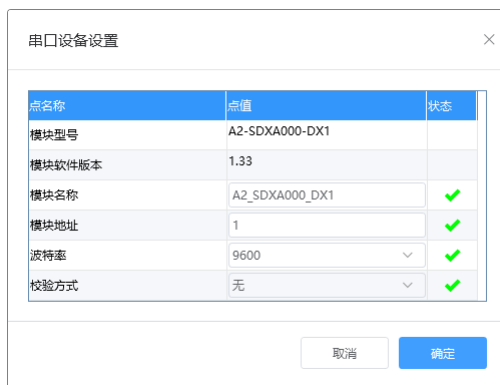 串口设备设置
点名称 点值 状态
模块型号 A2-SDXA000-DX1
模块软件版本 1.33
模块名称 A2_SDXA000_DX1
模块地址 1
波特率 9600
校验方式 无
取消 确定